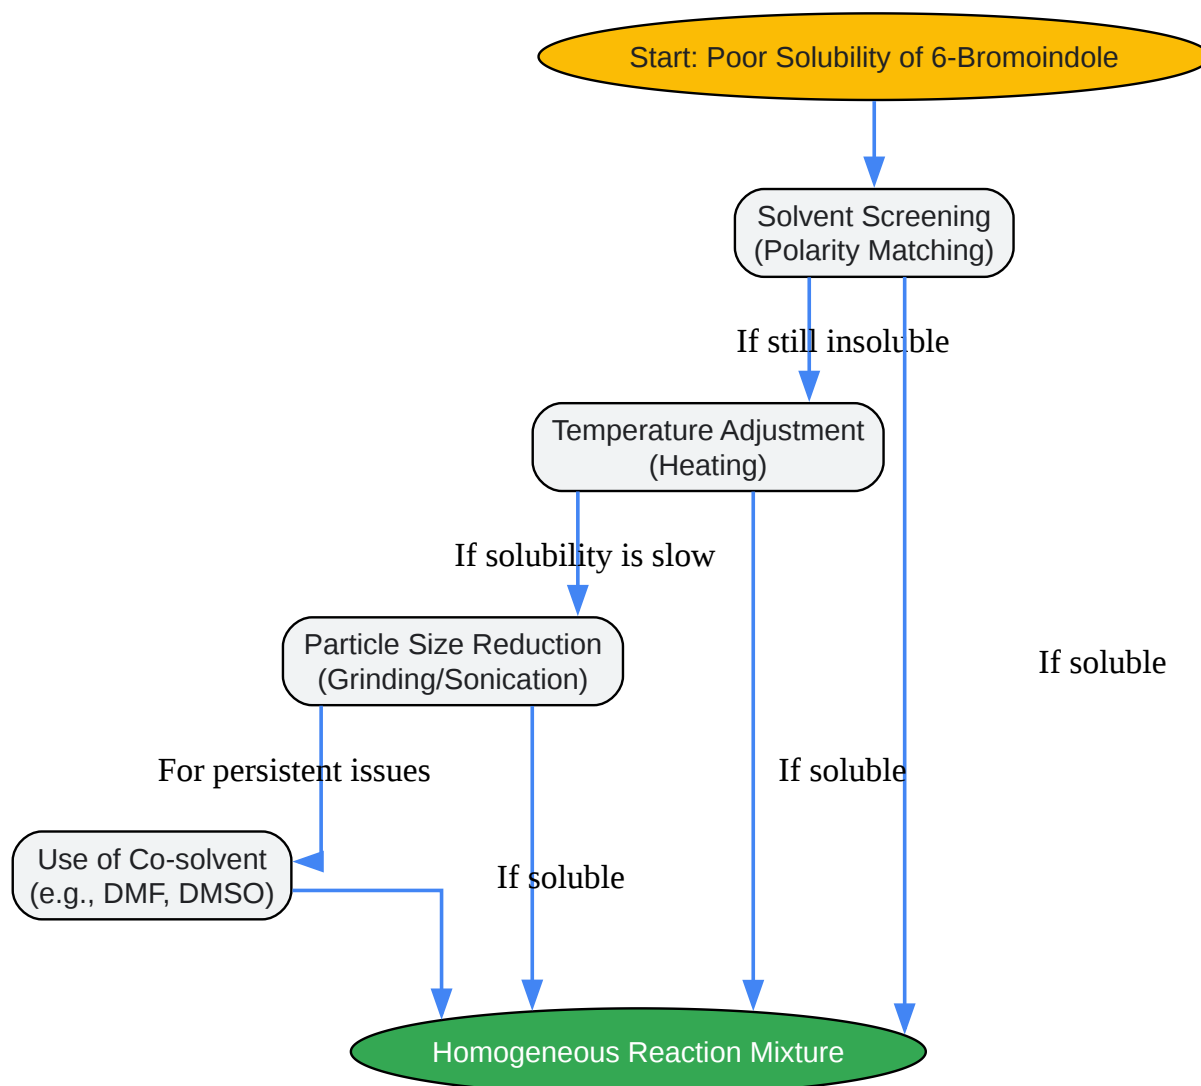 Start: Poor Solubility of 6-Bromoindole
Solvent Screening
(Polarity Matching)
If still insoluble
Temperature Adjustment
(Heating)
If solubility is slow
Particle Size Reduction
(Grinding/Sonication)
If soluble
For persistent issues
If soluble
Use of Co-solvent
(e.g., DMF, DMSO)
If soluble
Homogeneous Reaction Mixture